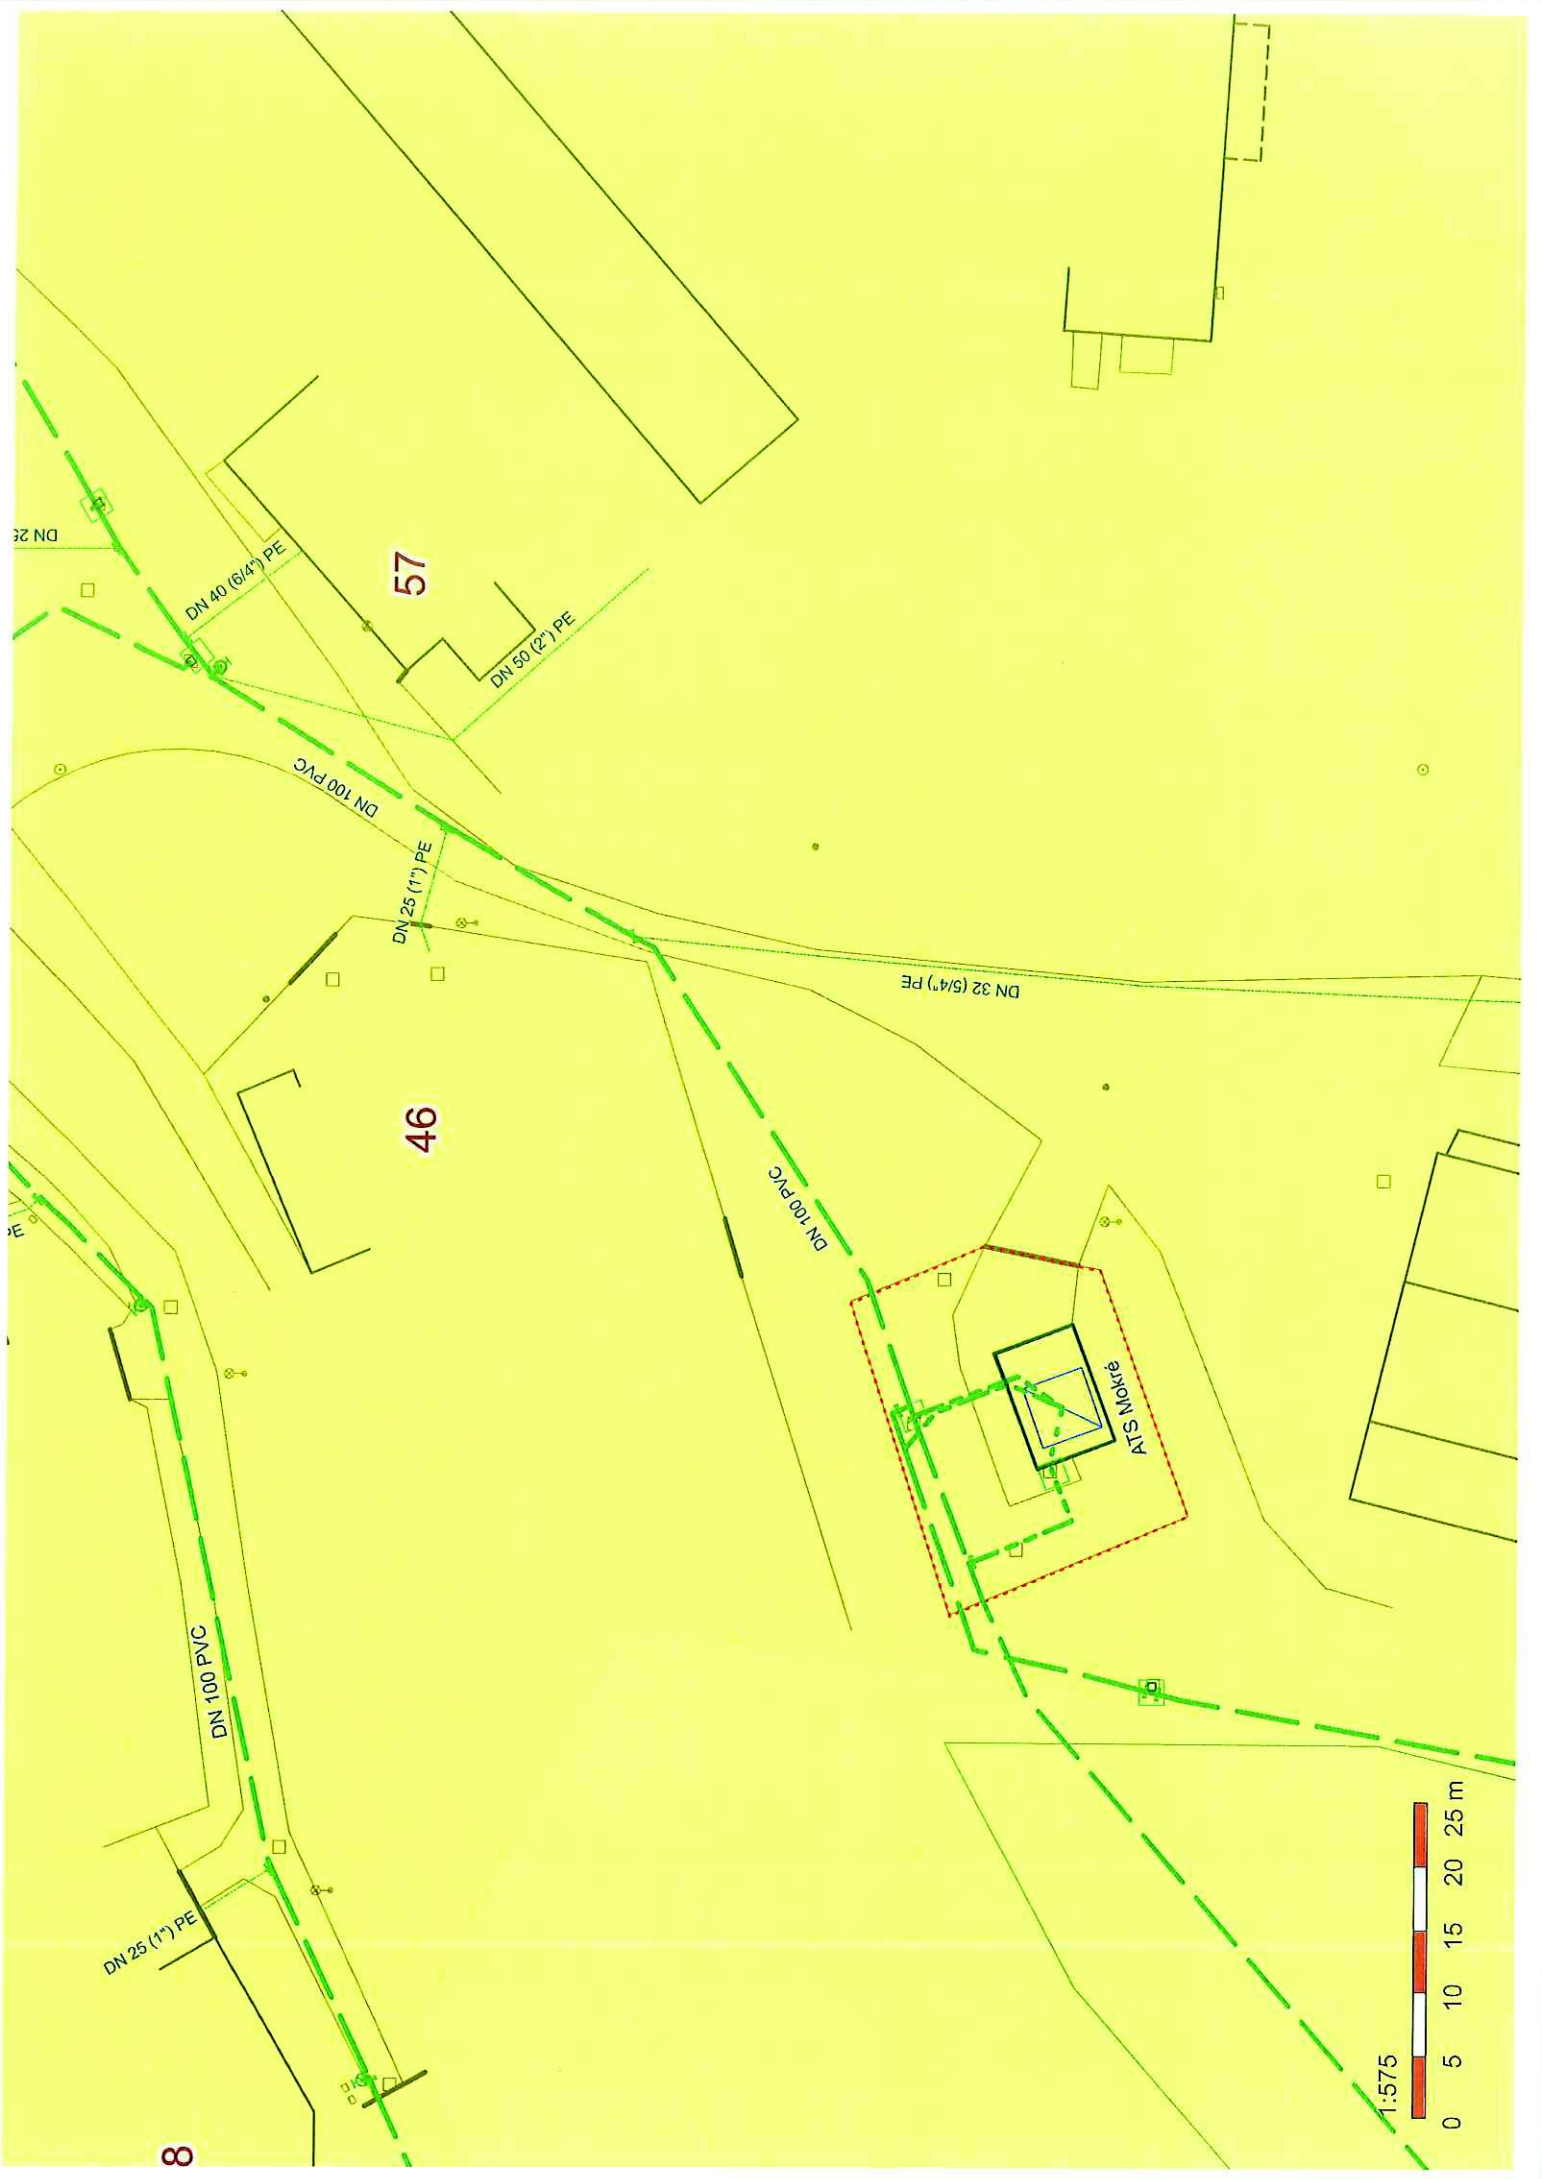 DN 25
DN 40 (6/4") PE
57
DN 50 (2") PE
DN 100 PVC
DN 25 (1") PE
DN 32 (5/4") PE
46
PE
DN 100 PVC
ATS Mokré
DN 100 PVC
DN 25 (1") PE
8
1:575
0 5 10 15 20 25 m